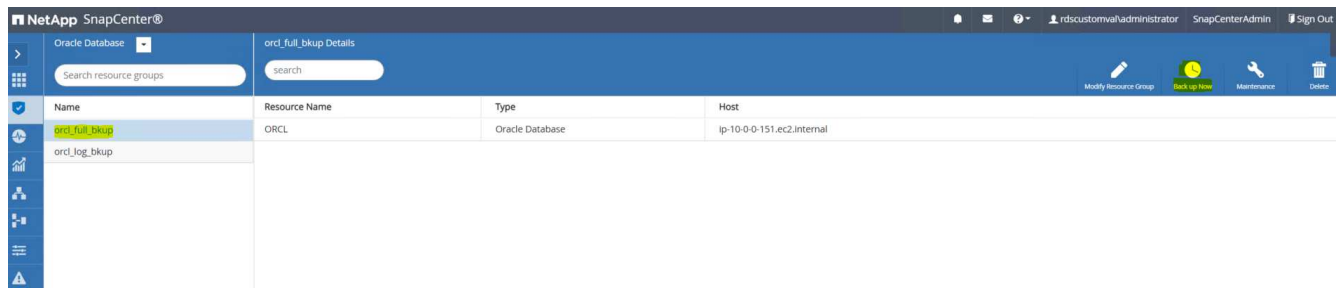 NetApp SnapCenter®
rdscustomval\administrator SnapCenterAdmin Sign Out
Oracle Database
Search resource groups
Name
orcl_full_bkup
orcl_log_bkup
orcl_full_bkup Details
search
Modify Resource Group Back up Now Maintenance Delete
Resource Name Type Host
ORCL Oracle Database ip-10-0-0-151.ec2.internal